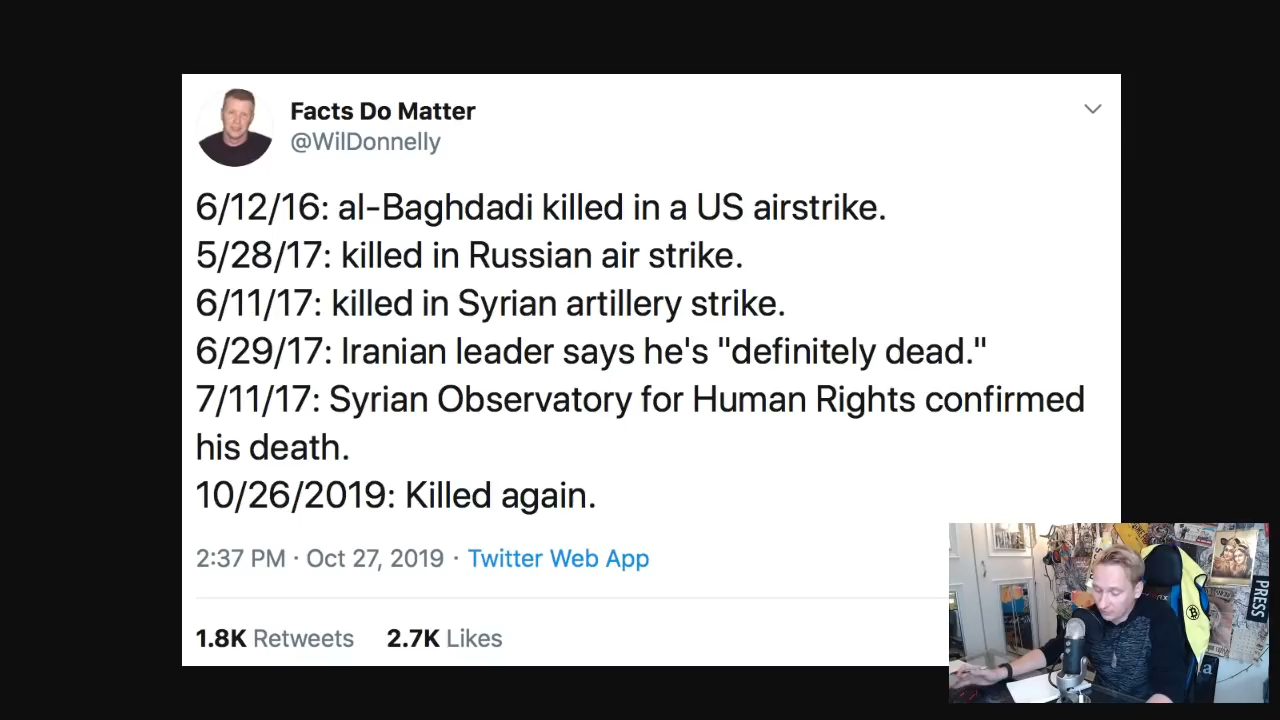 Facts Do Matter
@WilDonnelly
6/12/16: al-Baghdadi killed in a US airstrike.
5/28/17: killed in Russian air strike.
6/11/17: killed in Syrian artillery strike.
6/29/17: Iranian leader says he's "definitely dead."
7/11/17: Syrian Observatory for Human Rights confirmed
his death.
10/26/2019: Killed again.
2:37 PM · Oct 27, 2019 · Twitter Web App
1.8K Retweets 2.7K Likes
PRESS